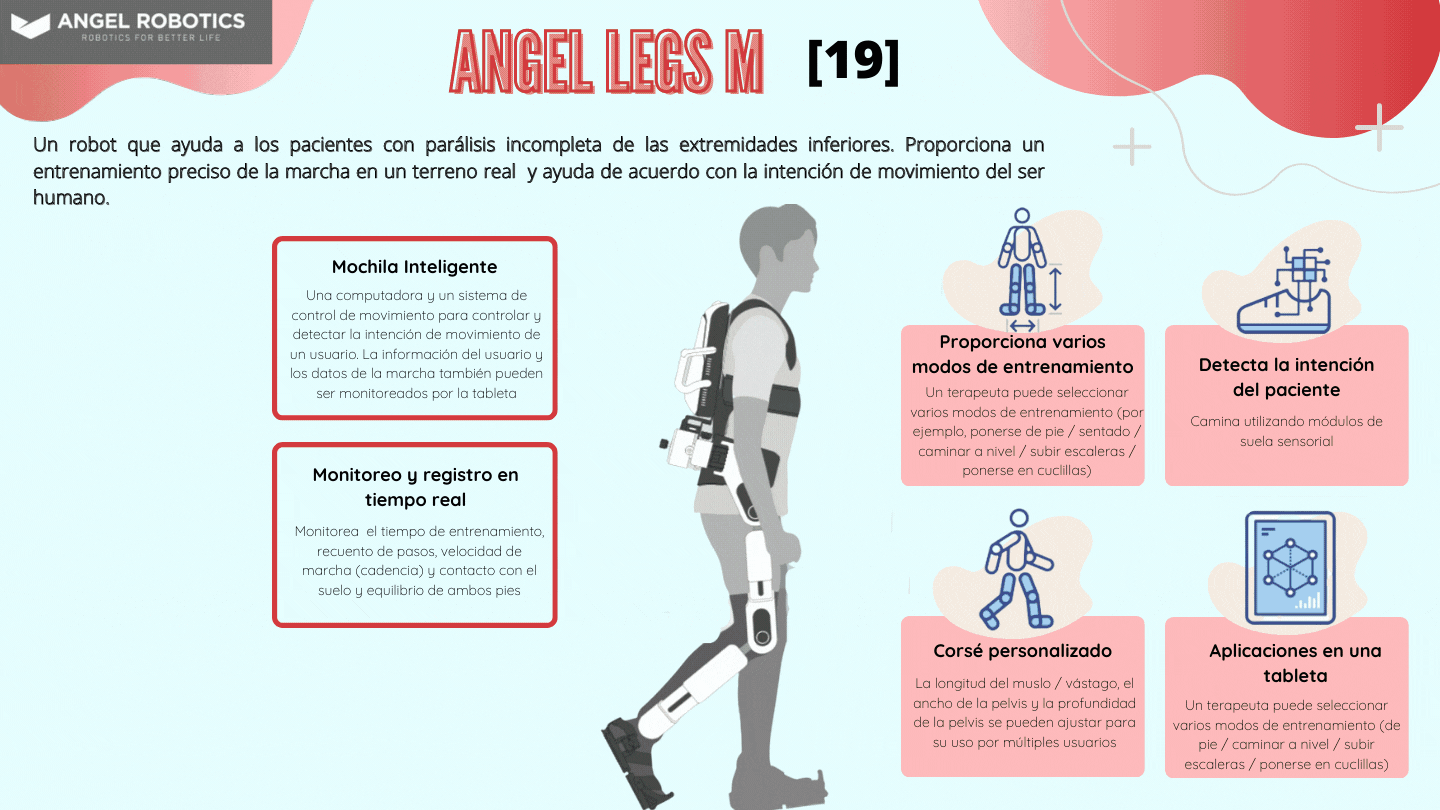 ANGEL ROBOTICS
ROBOTICS FOR BETTER LIFE
ANGEL LEGS M [19]
Un robot que ayuda a los pacientes con parálisis incompleta de las extremidades inferiores. Proporciona un
entrenamiento preciso de la marcha en un terreno real y ayuda de acuerdo con la intención de movimiento del ser
humano.
Mochila Inteligente
Una computadora y un sistema de
control de movimiento para controlar y
detectar la intención de movimiento de
un usuario. La información del usuario y
los datos de la marcha también pueden
ser monitoreados por la tableta
Monitoreo y registro en
tiempo real
Monitorea el tiempo de entrenamiento,
recuento de pasos, velocidad de
marcha (cadencia) y contacto con el
suelo y equilibrio de ambos pies
Proporciona varios
modos de entrenamiento
Un terapeuta puede seleccionar
varios modos de entrenamiento (por
ejemplo, ponerse de pie / sentado /
caminar a nivel / subir escaleras /
ponerse en cuclillas)
Detecta la intención
del paciente
Camina utilizando módulos de
suela sensorial
Corsé personalizado
La longitud del muslo / vástago, el
ancho de la pelvis y la profundidad
de la pelvis se pueden ajustar para
su uso por múltiples usuarios
Aplicaciones en una
tableta
Un terapeuta puede seleccionar
varios modos de entrenamiento (de
pie / caminar a nivel / subir
escaleras / ponerse en cuclillas)